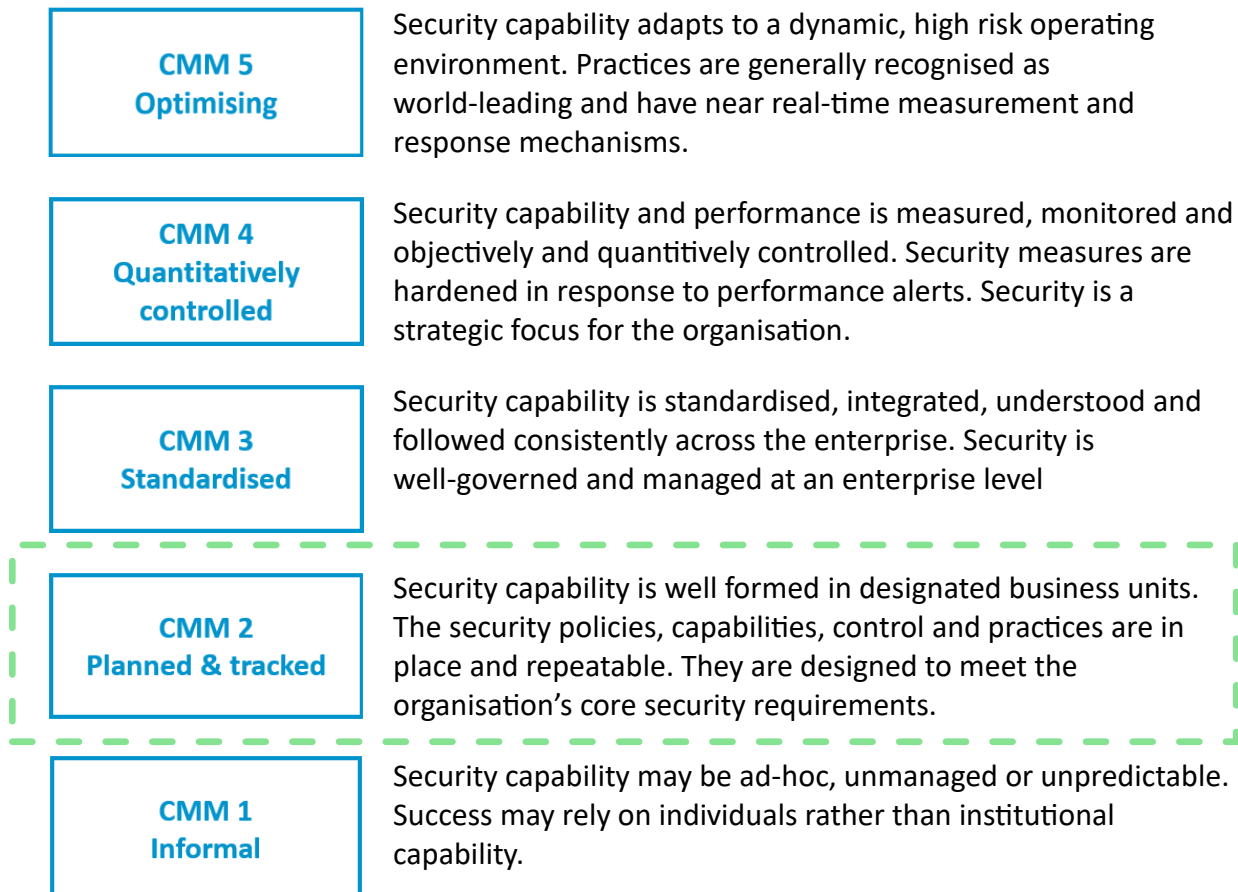 CMM 5
Optimising
Security capability adapts to a dynamic, high risk operating
environment. Practices are generally recognised as
world-leading and have near real-time measurement and
response mechanisms.
CMM 4
Quantitatively
controlled
Security capability and performance is measured, monitored and
objectively and quantitively controlled. Security measures are
hardened in response to performance alerts. Security is a
strategic focus for the organisation.
CMM 3
Standardised
Security capability is standardised, integrated, understood and
followed consistently across the enterprise. Security is
well-governed and managed at an enterprise level
CMM 2
Planned & tracked
Security capability is well formed in designated business units.
The security policies, capabilities, control and practices are in
place and repeatable. They are designed to meet the
organisation’s core security requirements.
CMM 1
Informal
Security capability may be ad-hoc, unmanaged or unpredictable.
Success may rely on individuals rather than institutional
capability.